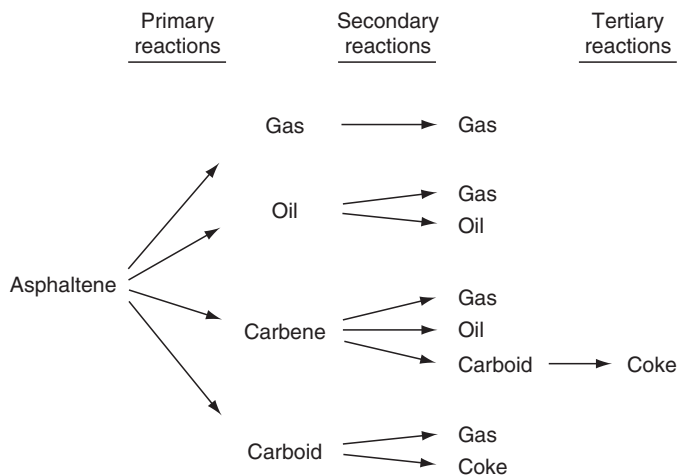 Primary
reactions
Secondary
reactions
Tertiary
reactions
Gas
Gas
Oil
Gas
Oil
Asphaltene
Carbene
Gas
Oil
Carboid
Coke
Carboid
Gas
Coke